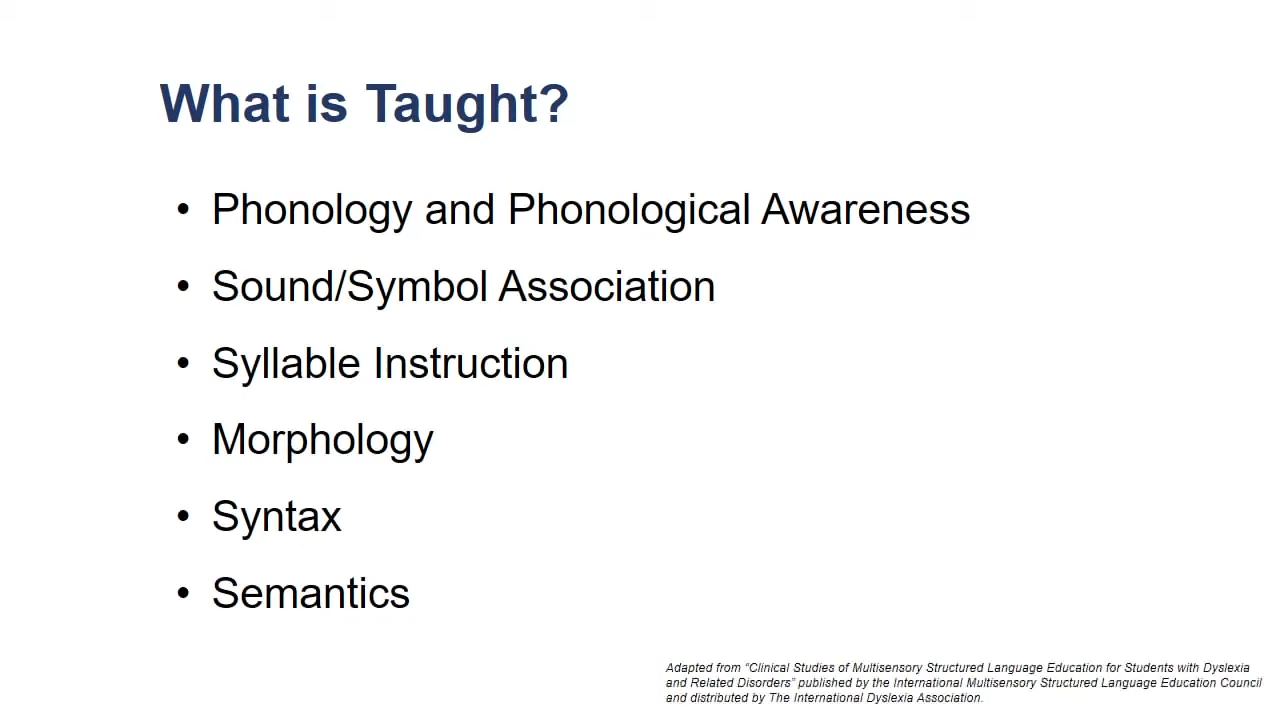 What is Taught?
• Phonology and Phonological Awareness
• Sound/Symbol Association
• Syllable Instruction
• Morphology
• Syntax
• Semantics
Adapted from “Clinical Studies of Multisensory Structured Language Education for Students with Dyslexia
and Related Disorders” published by the International Multisensory Structured Language Education Council
and distributed by The International Dyslexia Association.